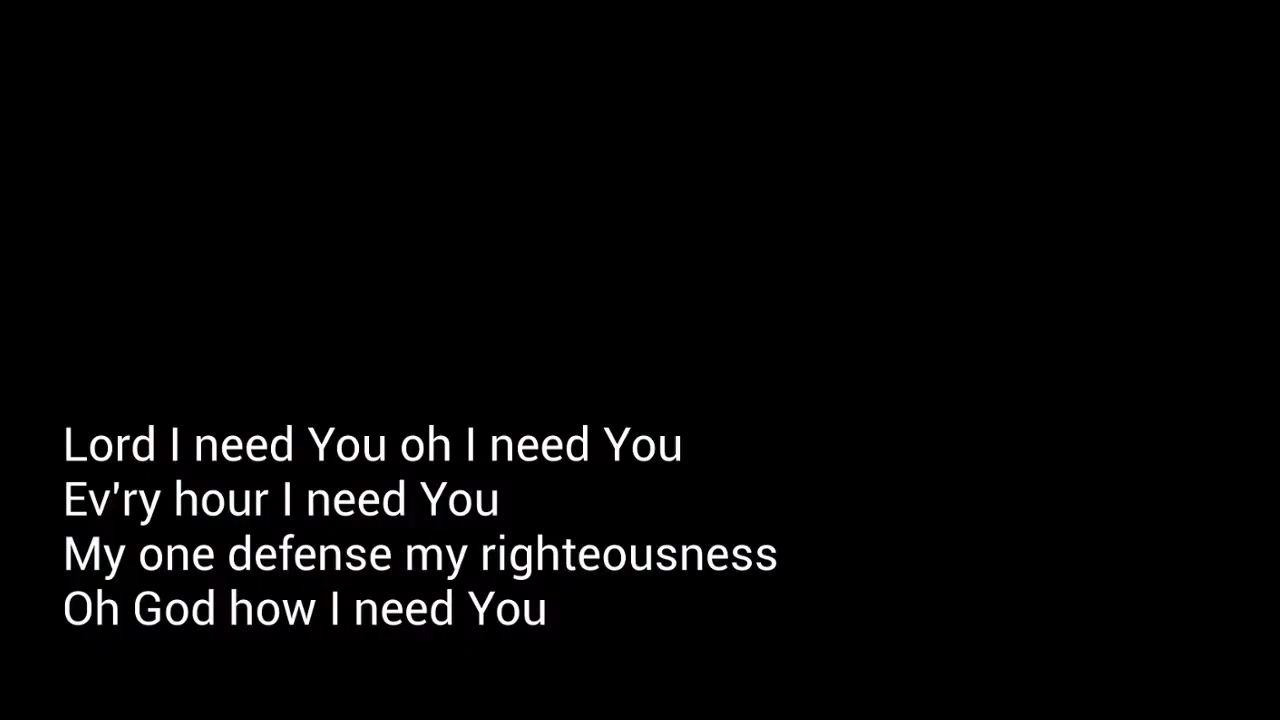 Lord I need You oh I need You
Ev'ry hour I need You
My one defense my righteousness
Oh God how I need You